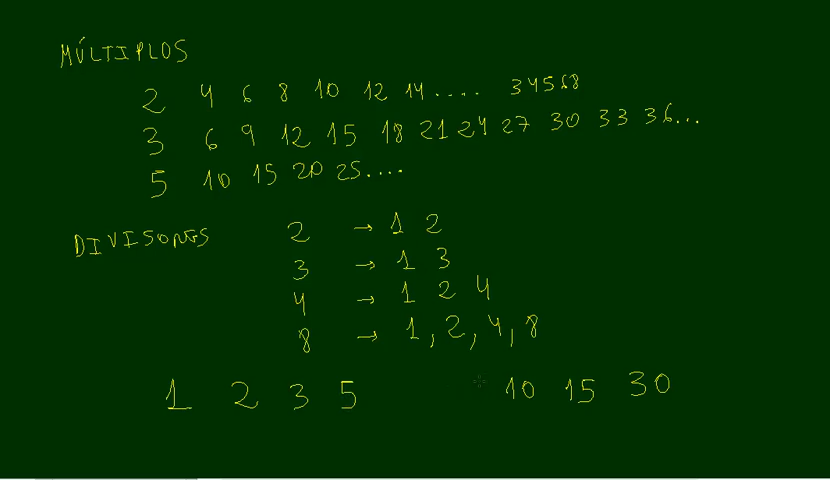 MÚLTIPLOS
2 4 6 8 10 12 14.... 34568
3 6 9 12 15 18 21 24 27 30 33 36...
5 10 15 20 25....
DIVISORES
2 → 1 2
3 → 1 3
4 → 1 2 4
8 → 1, 2, 4, 8
1 2 3 5 10 15 30